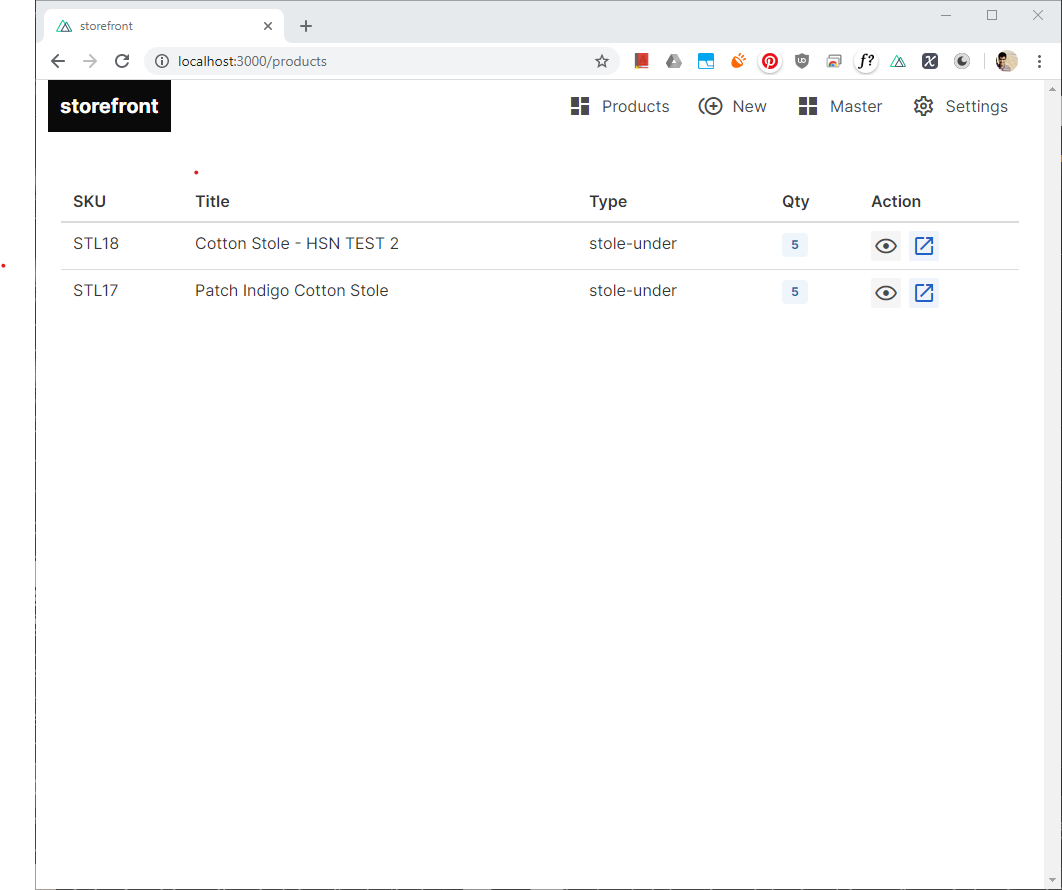 storefront
localhost:3000/products
f?
storefront
Products New Master Settings
SKU Title Type Qty Action
STL18 Cotton Stole - HSN TEST 2 stole-under 5
STL17 Patch Indigo Cotton Stole stole-under 5